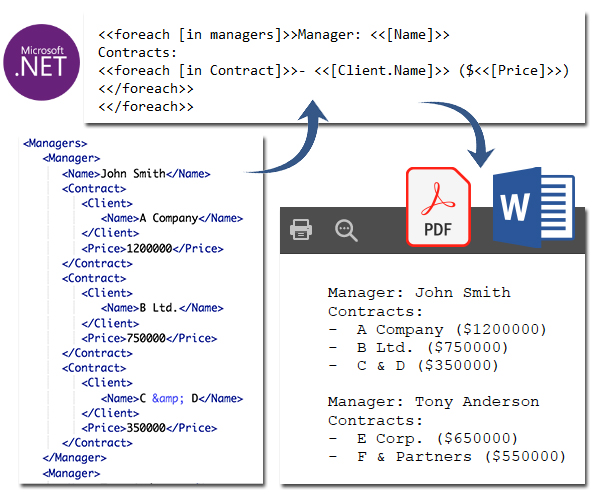 Microsoft
.NET
<<foreach [in managers]>>Manager: <<[Name]>>
Contracts:
<<foreach [in Contract]>>- <<[Client.Name]>> ($<<[Price]>>)
<</foreach>>
<</foreach>>
<Managers>
<Manager>
<Name>John Smith</Name>
<Contract>
<Client>
<Name>A Company</Name>
</Client>
<Price>1200000</Price>
</Contract>
<Contract>
<Client>
<Name>B Ltd.</Name>
</Client>
<Price>750000</Price>
</Contract>
<Contract>
<Client>
<Name>C &amp; D</Name>
</Client>
<Price>350000</Price>
</Contract>
</Manager>
<Manager>
PDF
W
Manager: John Smith
Contracts:
- A Company ($1200000)
- B Ltd. ($750000)
- C & D ($350000)
Manager: Tony Anderson
Contracts:
- E Corp. ($650000)
- F & Partners ($550000)